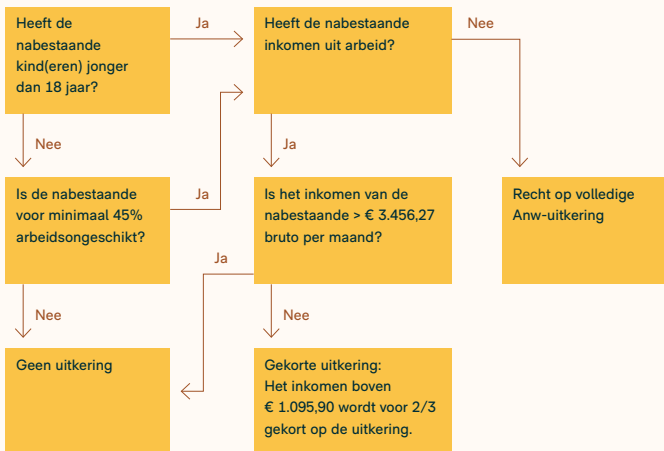 Heeft de
nabestaande
kind(eren) jonger
dan 18 jaar?
Ja
Heeft de nabestaande
inkomen uit arbeid?
Nee
Nee
Ja
Is de nabestaande
voor minimaal 45%
arbeidsongeschikt?
Ja
Is het inkomen van de
nabestaande > € 3.456,27
bruto per maand?
Recht op volledige
Anw-uitkering
Ja
Nee
Nee
Geen uitkering
Gekorte uitkering:
Het inkomen boven
€ 1.095,90 wordt voor 2/3
gekort op de uitkering.